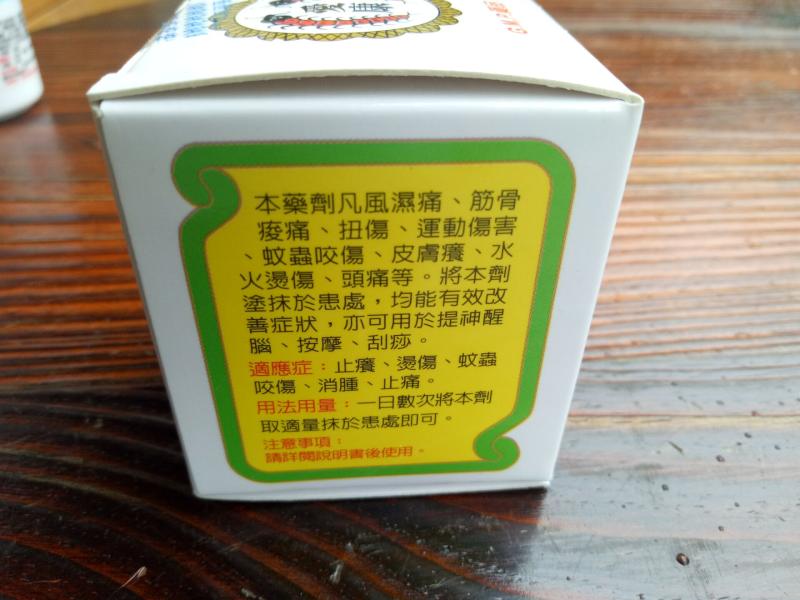 本藥劑凡風濕痛、筋骨
痠痛、扭傷、運動傷害
、蚊蟲咬傷、皮膚癢、水
火燙傷、頭痛等。將本劑
塗抹於患處，均能有效改
善症狀，亦可用於提神醒
腦、按摩、刮痧。
適應症：止癢、燙傷、蚊蟲
咬傷、消腫、止痛。
用法用量：一日數次將本劑
取適量抹於患處即可。
注意事項：
請詳閱說明書後使用。